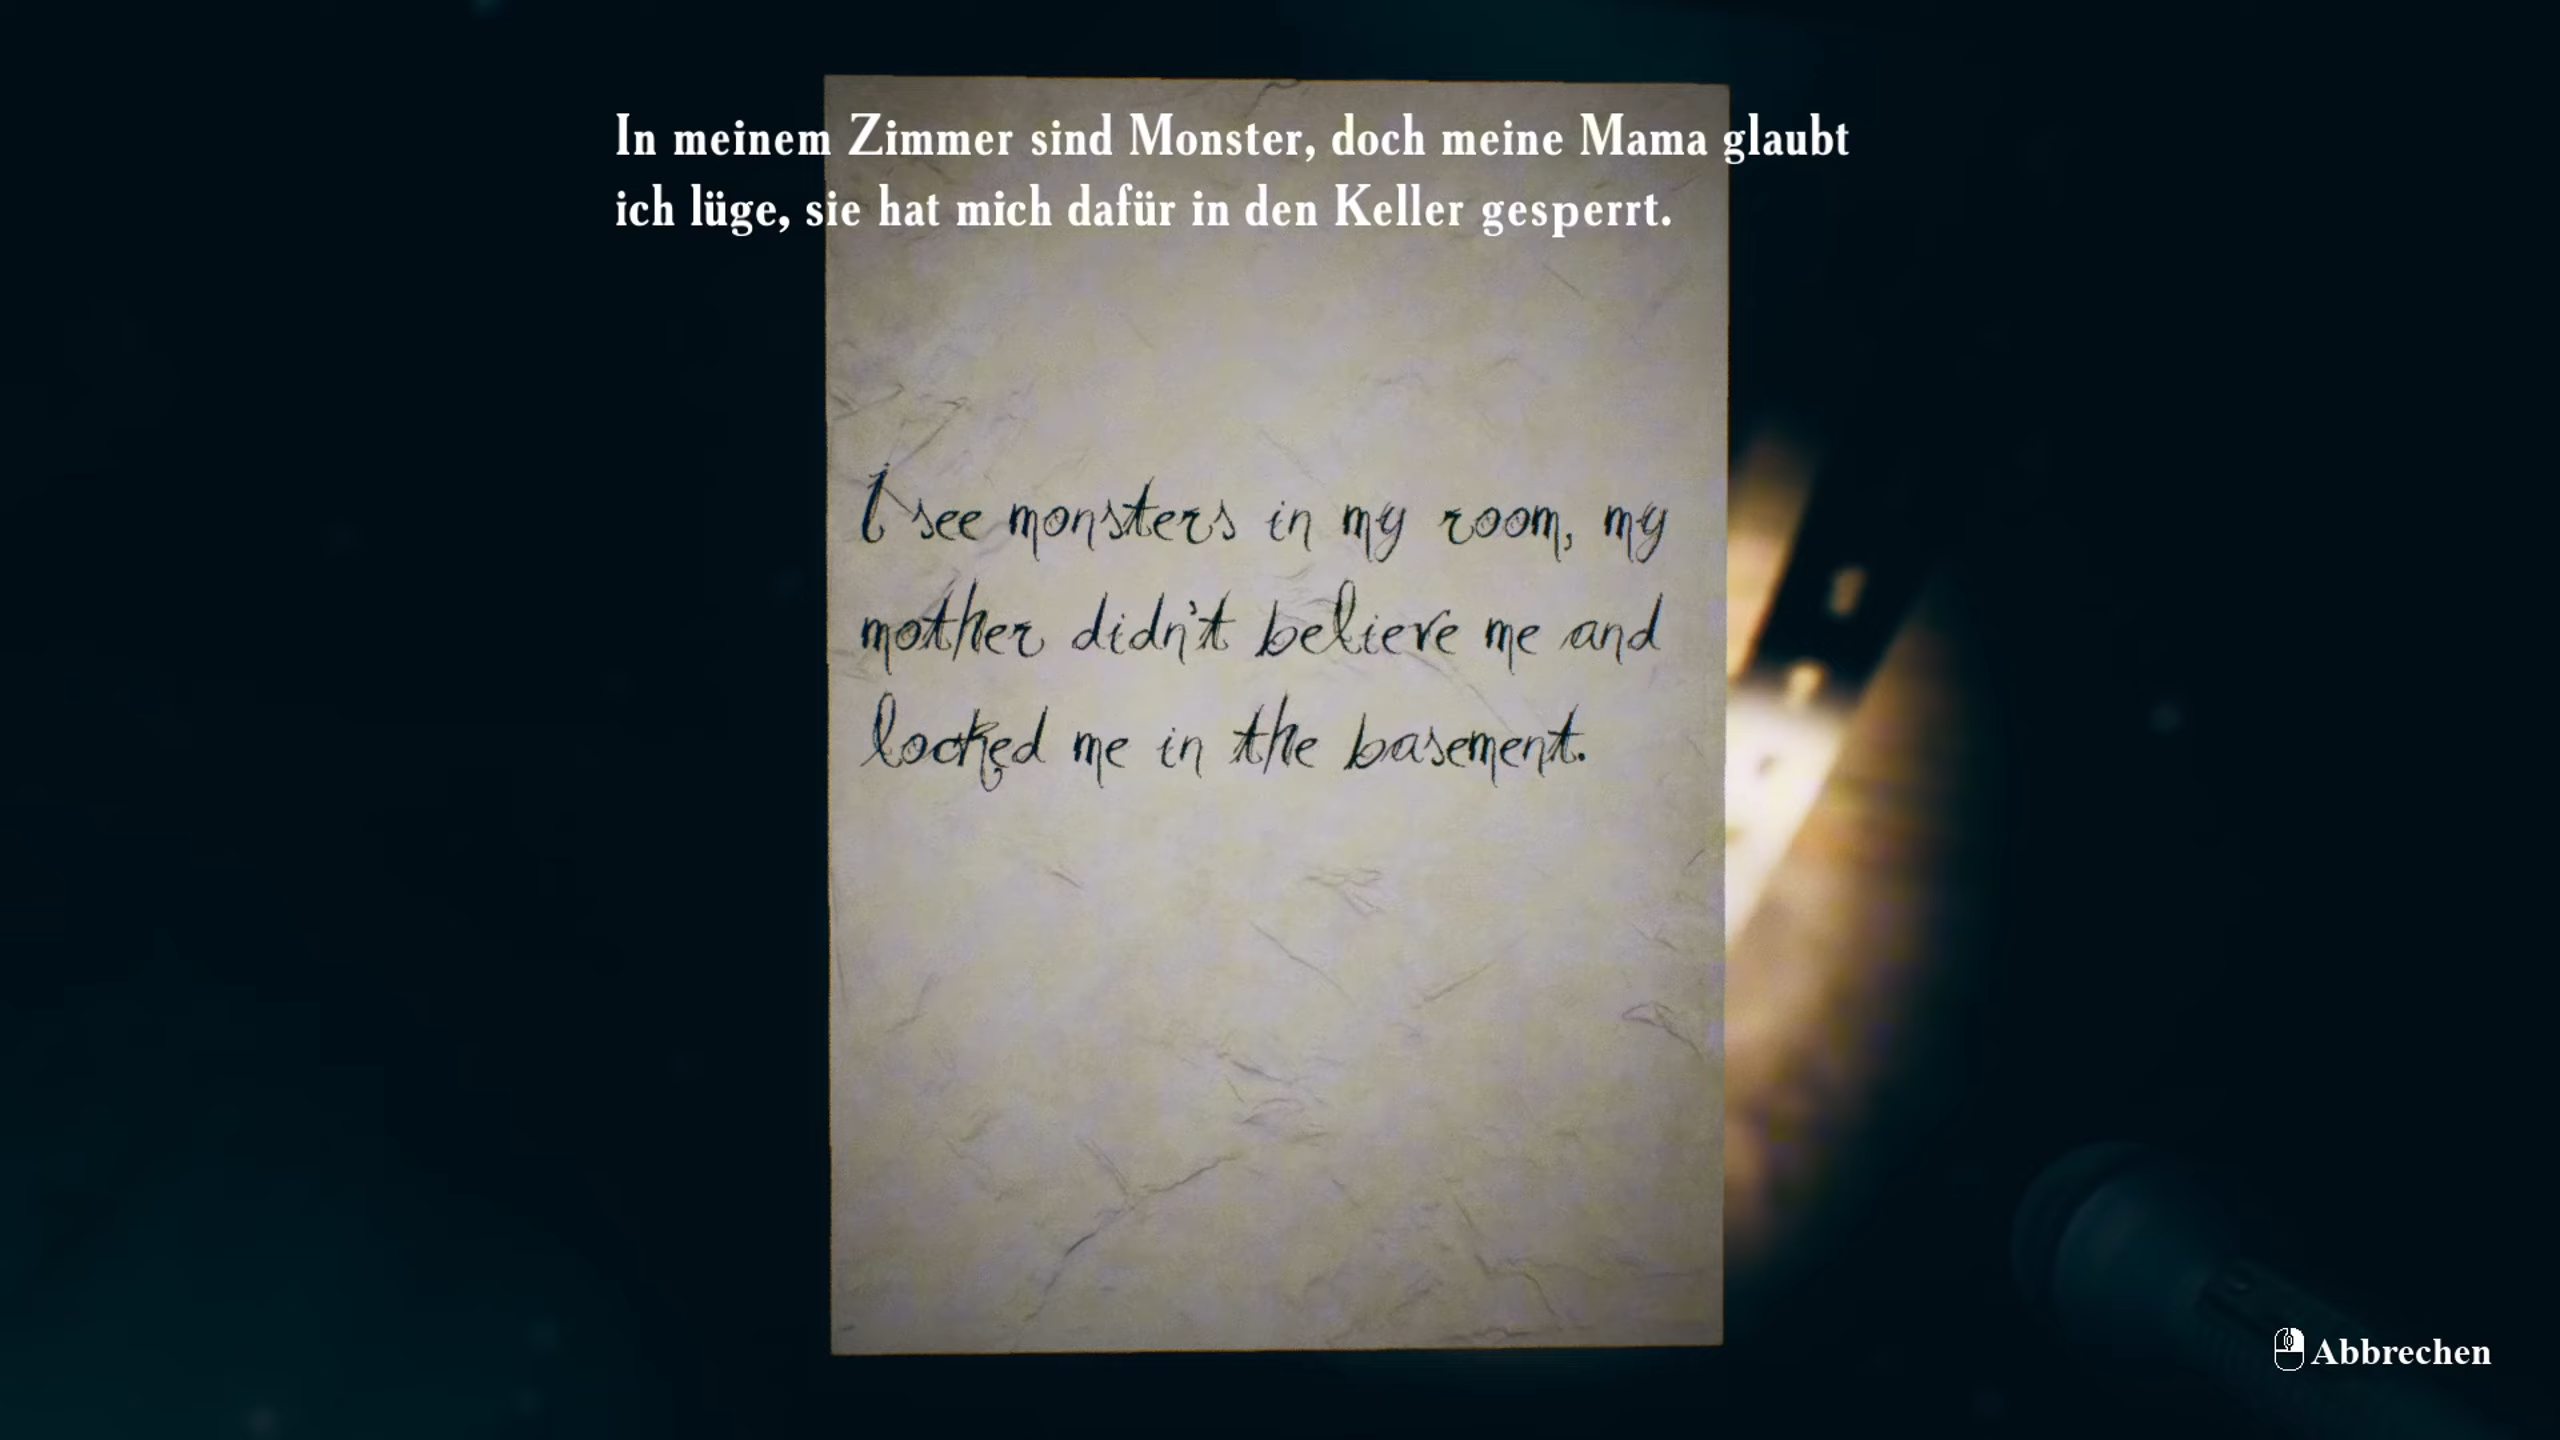 In meinem Zimmer sind Monster, doch meine Mama glaubt
ich lüge, sie hat mich dafür in den Keller gesperrt.
I see monsters in my room, my
mother didn't believe me and
locked me in the basement.
Abbrechen